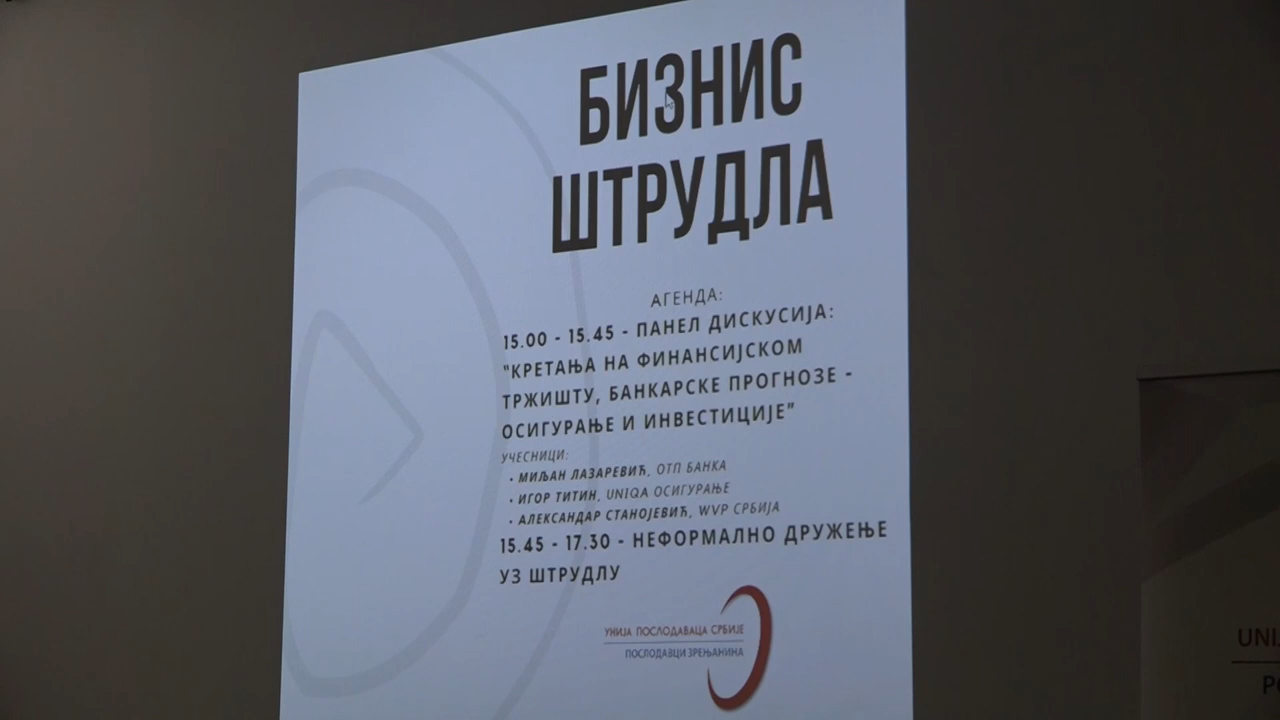 БИЗНИС
ШТРУДЛА
АГЕНДА:
15.00 - 15.45 - ПАНЕЛ ДИСКУСИЈА:
"КРЕТАЊА НА ФИНАНСИЈСКОМ
ТРЖИШТУ, БАНКАРСКЕ ПРОГНОЗЕ -
ОСИГУРАЊЕ И ИНВЕСТИЦИЈЕ"
УЧЕСНИЦИ:
• МИЉАН ЛАЗАРЕВИЋ, ОТП БАНКА
• ИГОР ТИТИН, UNIQA ОСИГУРАЊЕ
• АЛЕКСАНДАР СТАНОЈЕВИЋ, WVP СРБИЈА
15.45 - 17.30 - НЕФОРМАЛНО ДРУЖЕЊЕ
УЗ ШТРУДЛУ
УНИЈА ПОСЛОДАВАЦА СРБИЈЕ
ПОСЛОДАВЦИ ЗРЕЊАНИНА